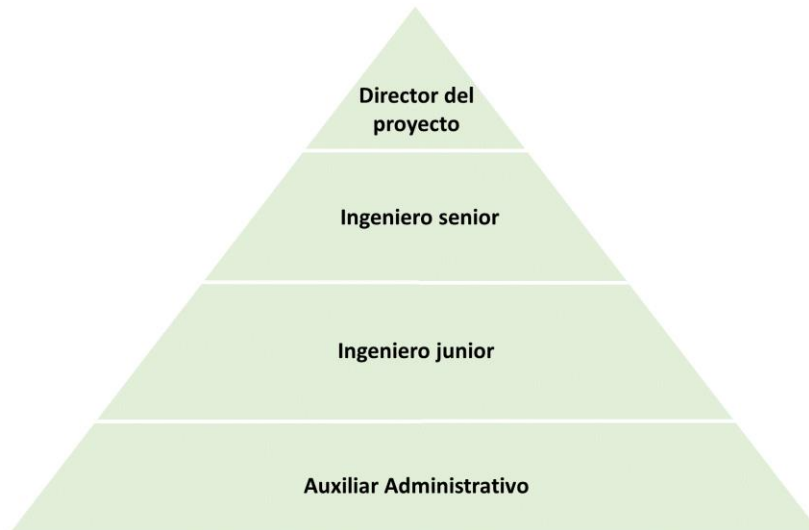 Director del
proyecto
Ingeniero senior
Ingeniero junior
Auxiliar Administrativo